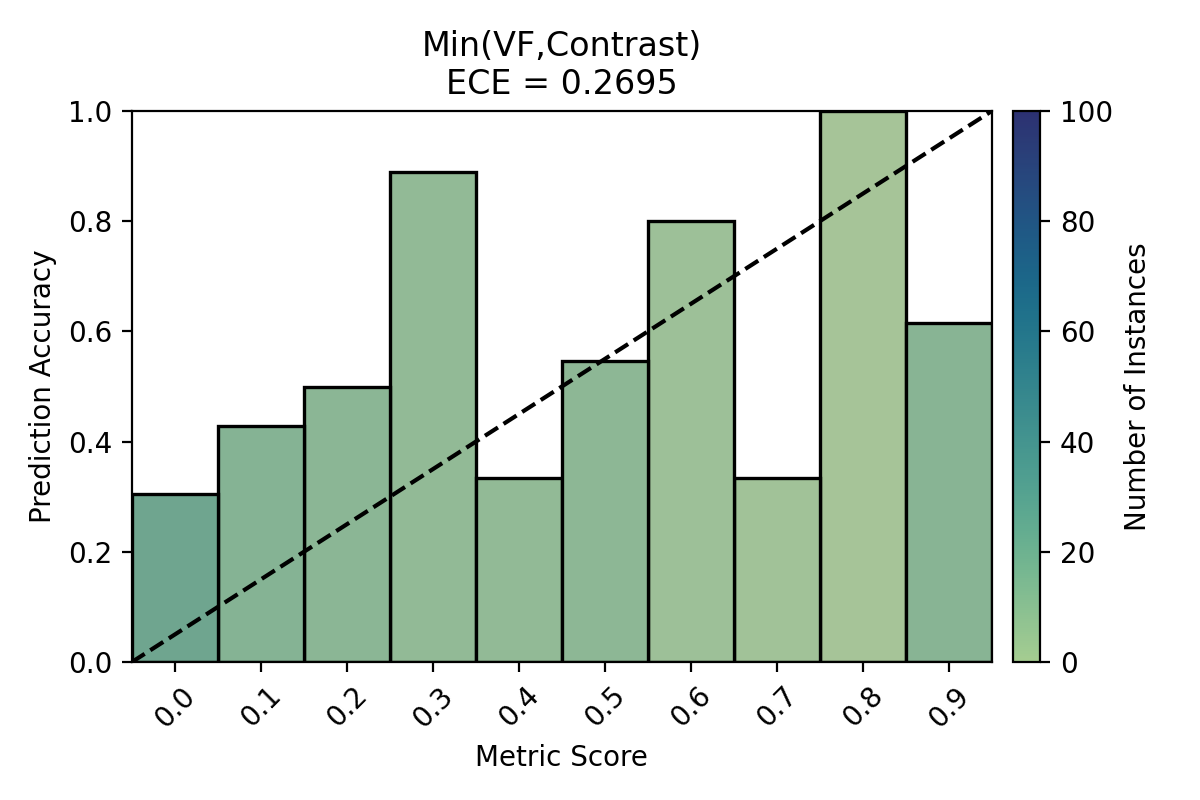 Min(VF,Contrast)
ECE = 0.2695
Prediction Accuracy
1.0
0.8
0.6
0.4
0.2
0.0
0.0 0.1 0.2 0.3 0.4 0.5 0.6 0.7 0.8 0.9
Metric Score
100
80
60
40
20
0
Number of Instances